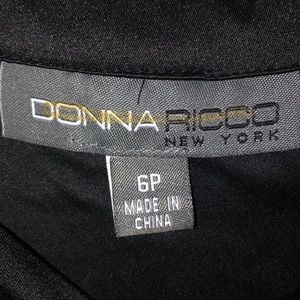 DONNA RICCO
NEW YORK
6P
MADE IN
CHINA